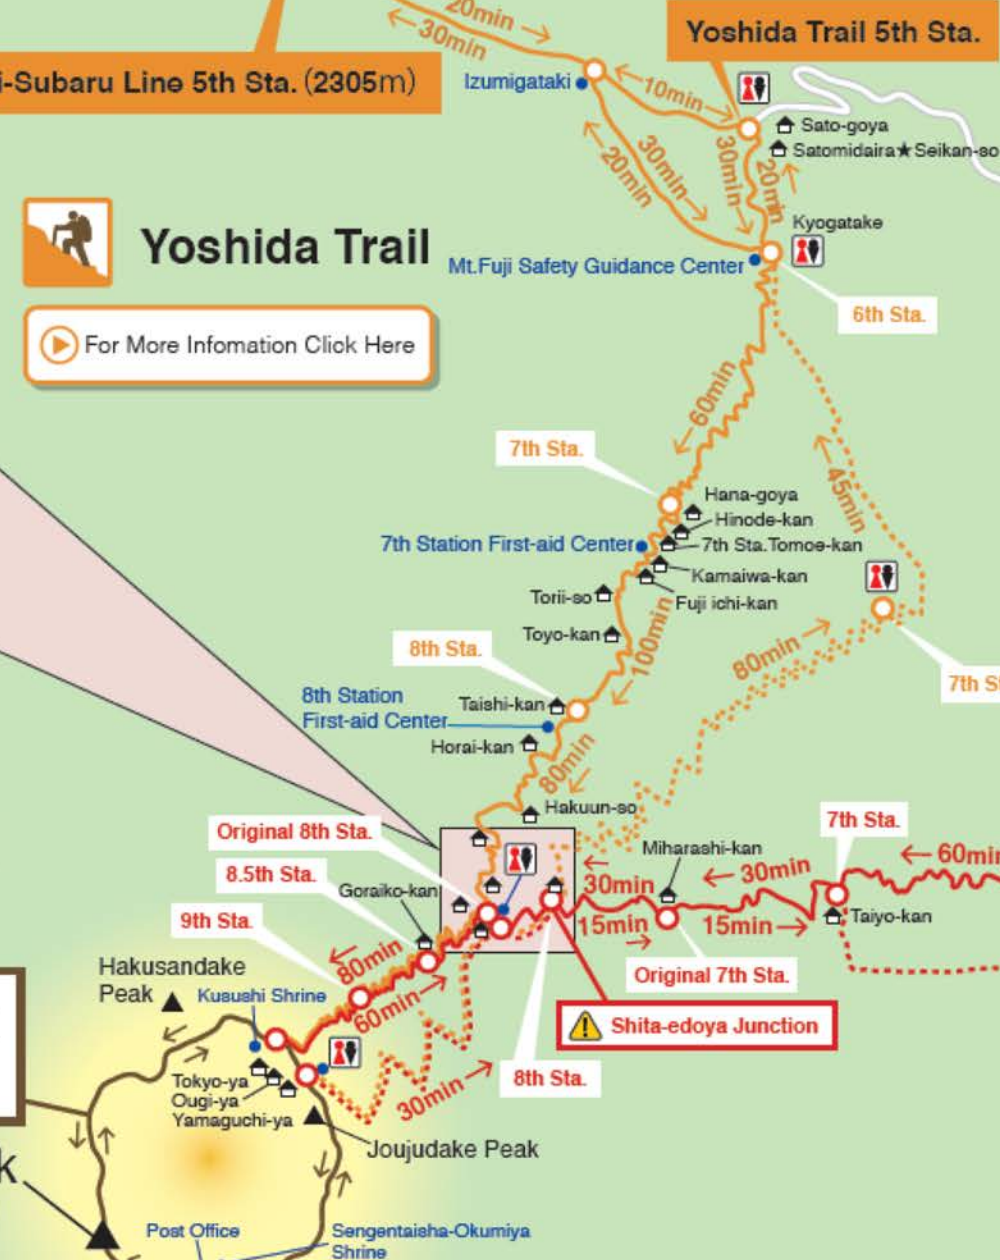 20min
30min
Yoshida Trail 5th Sta.
i-Subaru Line 5th Sta. (2305m)
Izumigataki
10min
Sato-goya
Satomidaira★Seikan-so
20min
30min
30min
20min
Yoshida Trail
Kyogatake
Mt.Fuji Safety Guidance Center
6th Sta.
For More Infomation Click Here
60min
7th Sta.
45min
Hana-goya
Hinode-kan
7th Station First-aid Center
7th Sta.Tomoe-kan
Kamaiwa-kan
Torii-so
Fuji ichi-kan
Toyo-kan
100min
80min
8th Sta.
7th S
8th Station
First-aid Center
Taishi-kan
Horai-kan
80min
Hakuun-so
Original 8th Sta.
7th Sta.
Miharashi-kan
8.5th Sta.
Goraiko-kan
30min
30min
60min
9th Sta.
15min
15min
Taiyo-kan
80min
60min
Original 7th Sta.
Hakusandake
Peak
Kusushi Shrine
Shita-edoya Junction
8th Sta.
30min
Tokyo-ya
Ougi-ya
Yamaguchi-ya
Joujudake Peak
k
Post Office
Sengentaisha-Okumiya
Shrine